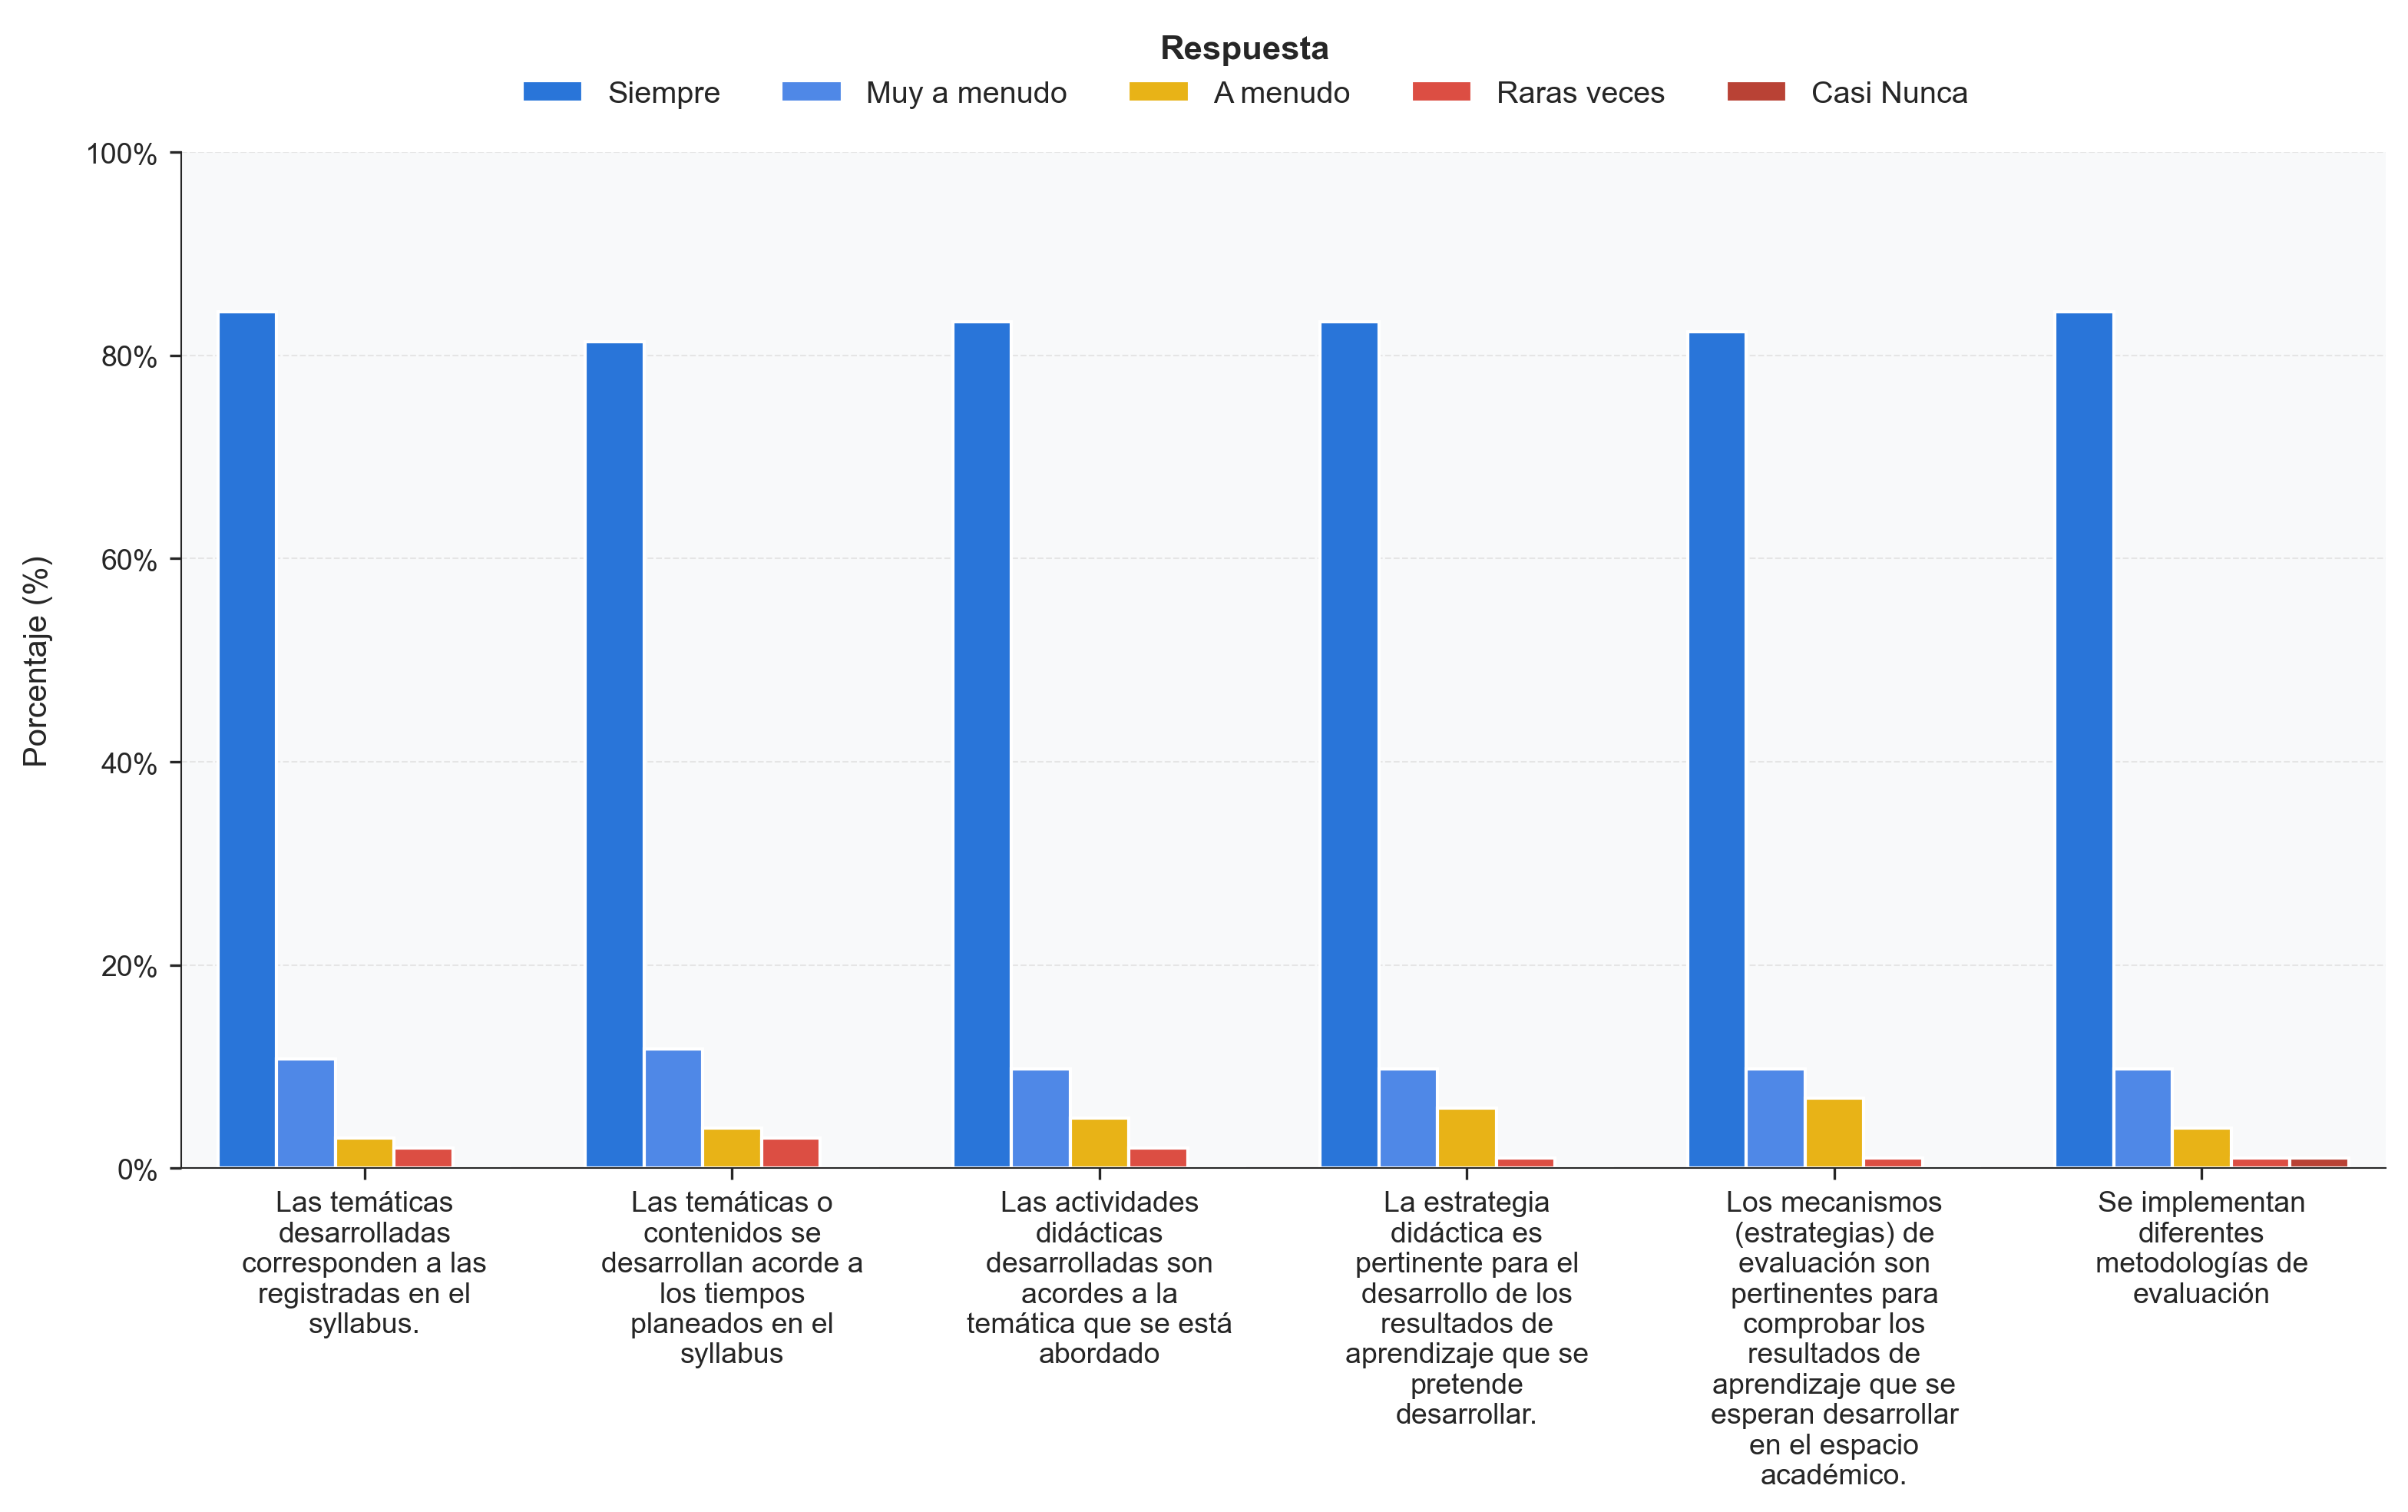 Respuesta
Siempre Muy a menudo A menudo Raras veces Casi Nunca
100%
80%
60%
40%
20%
0%
Porcentaje (%)
Las temáticas
desarrolladas
corresponden a las
registradas en el
syllabus.
Las temáticas o
contenidos se
desarrollan acorde a
los tiempos
planeados en el
syllabus
Las actividades
didácticas
desarrolladas son
acordes a la
temática que se está
abordado
La estrategia
didáctica es
pertinente para el
desarrollo de los
resultados de
aprendizaje que se
pretende
desarrollar.
Los mecanismos
(estrategias) de
evaluación son
pertinentes para
comprobar los
resultados de
aprendizaje que se
esperan desarrollar
en el espacio
académico.
Se implementan
diferentes
metodologías de
evaluación